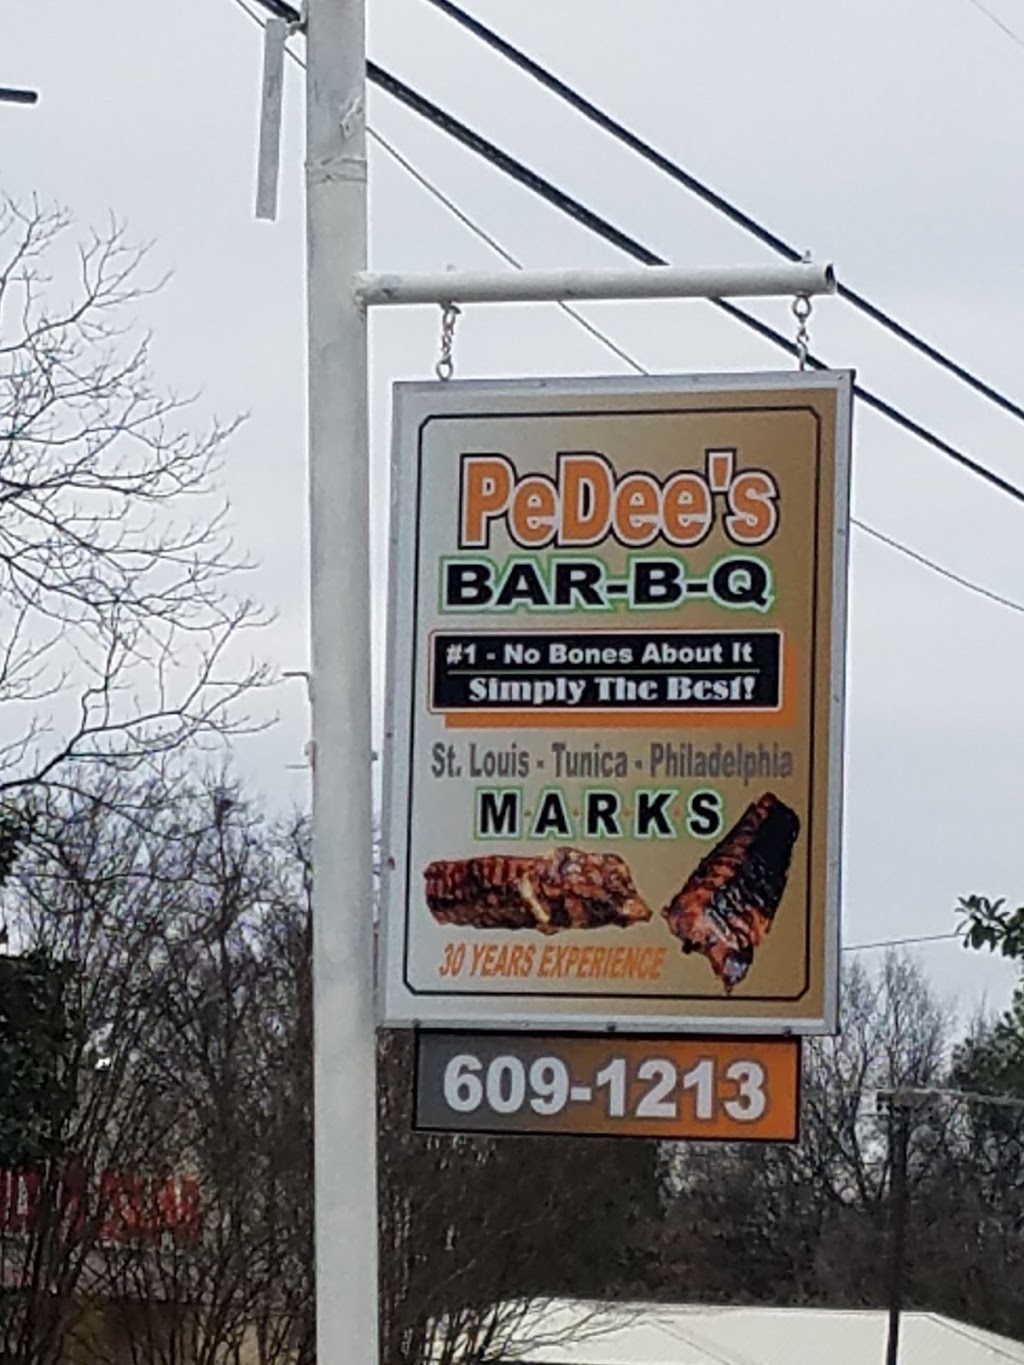 PeDee's
BAR-B-Q
#1 - No Bones About It
Simply The Best!
St. Louis - Tunica - Philadelphia
M·A·R·K·S
30 YEARS EXPERIENCE
609-1213